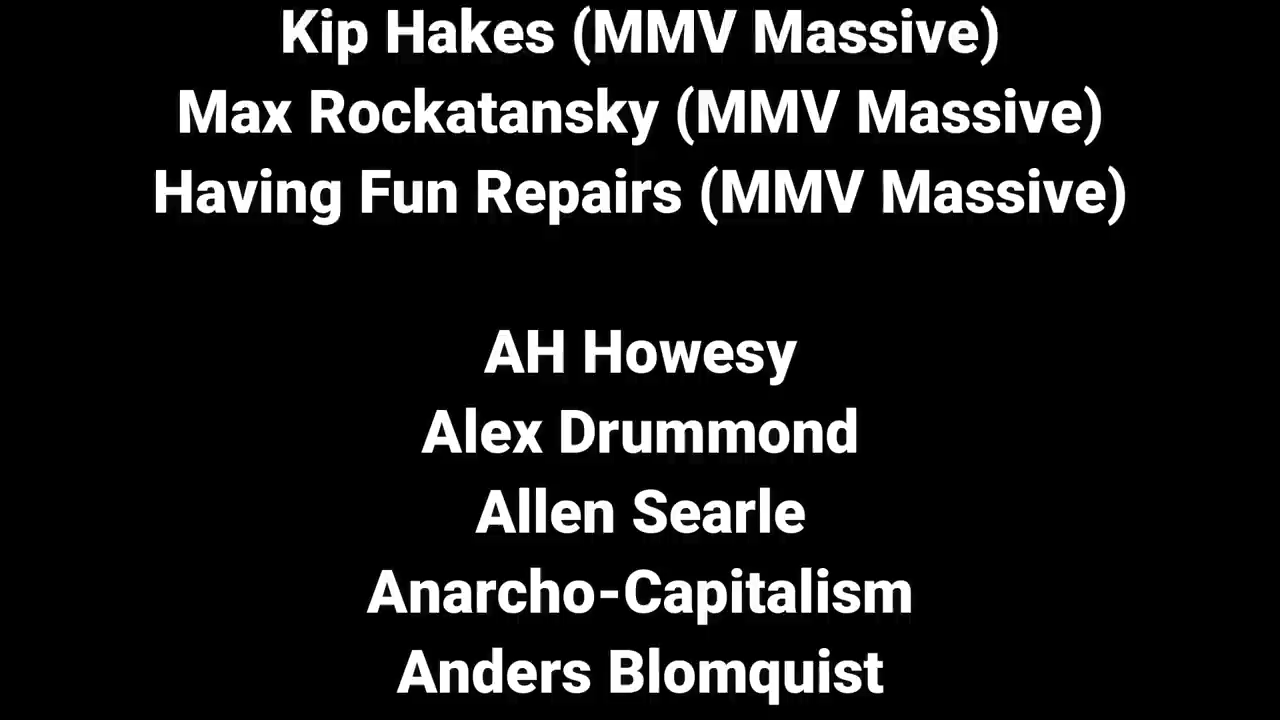 Kip Hakes (MMV Massive)
Max Rockatansky (MMV Massive)
Having Fun Repairs (MMV Massive)
AH Howesy
Alex Drummond
Allen Searle
Anarcho-Capitalism
Anders Blomquist